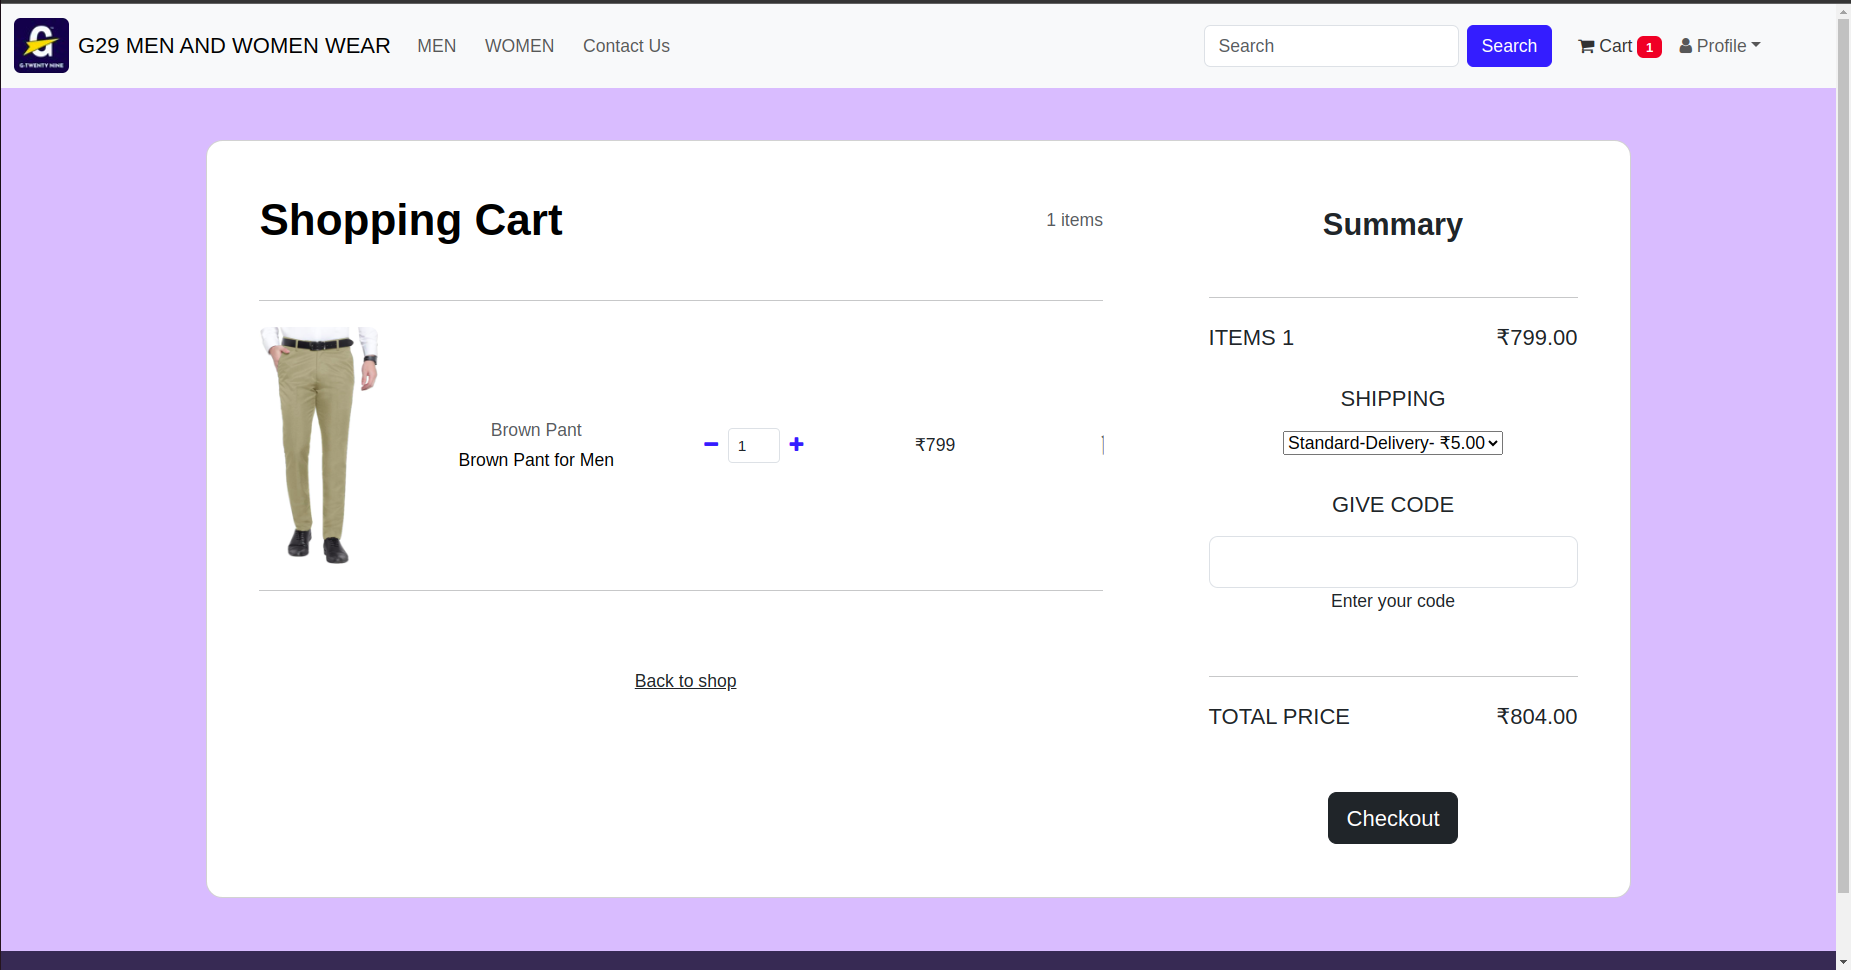 G-TWENTY NINE
G29 MEN AND WOMEN WEAR
MEN
WOMEN
Contact Us
Search
Search
Cart 1
Profile
Shopping Cart
1 items
Brown Pant
Brown Pant for Men
1
₹799
Back to shop
Summary
ITEMS 1 ₹799.00
SHIPPING
Standard-Delivery- ₹5.00
GIVE CODE
Enter your code
TOTAL PRICE ₹804.00
Checkout